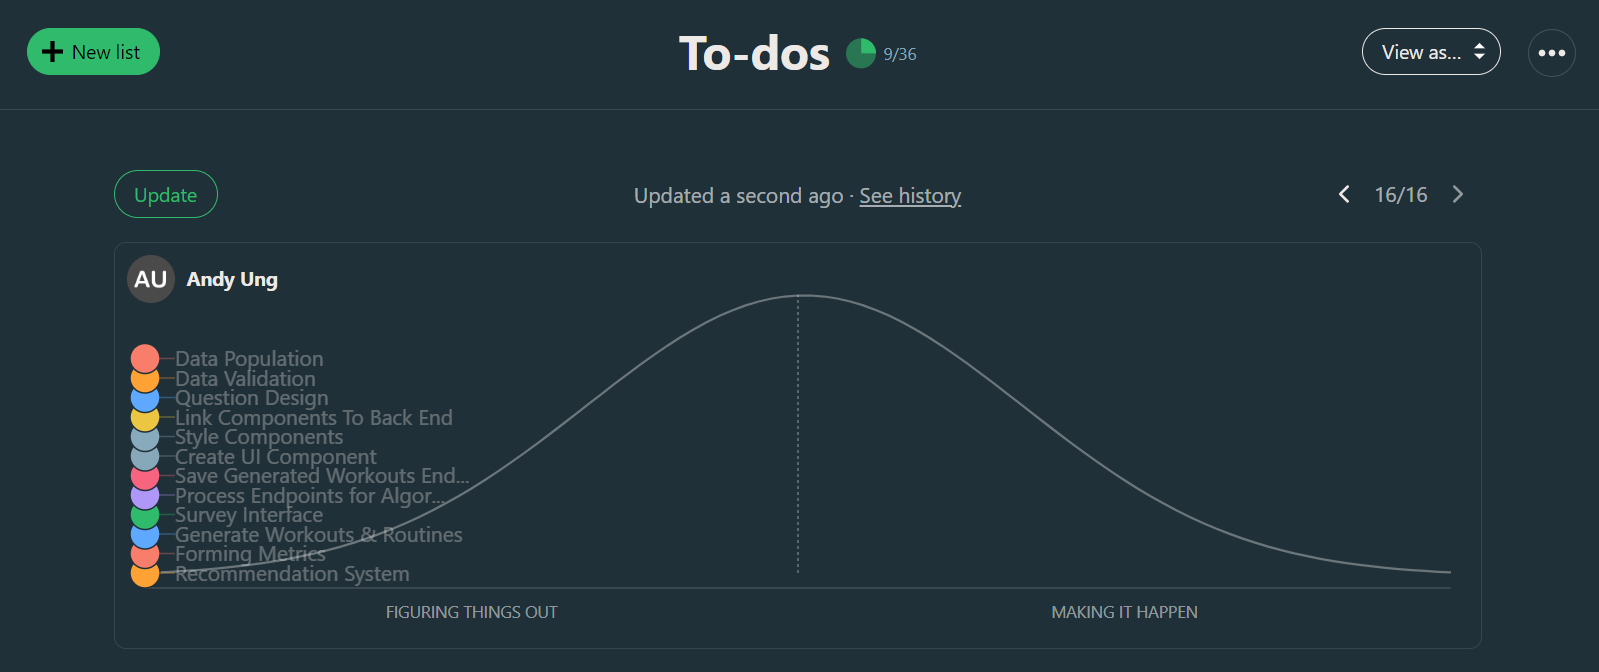 New list
To-dos
9/36
View as...
Update
Updated a second ago · See history
16/16
AU
Andy Ung
Data Population
Data Validation
Question Design
Link Components To Back End
Style Components
Create UI Component
Save Generated Workouts End...
Process Endpoints for Algor...
Survey Interface
Generate Workouts & Routines
Forming Metrics
Recommendation System
FIGURING THINGS OUT
MAKING IT HAPPEN